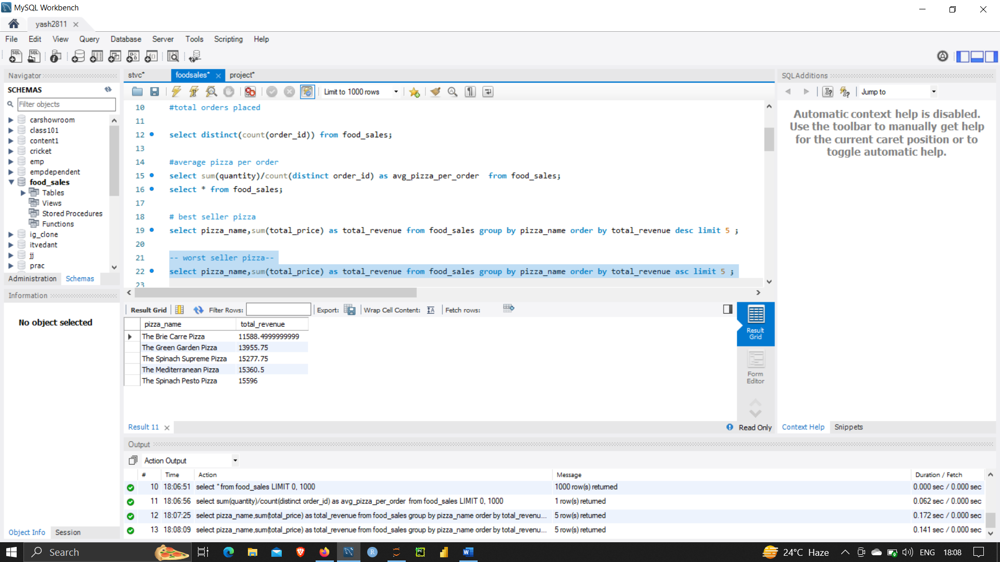 MySQL Workbench
yash2811
File Edit View Query Database Server Tools Scripting Help
Navigator
SCHEMAS
Filter objects
carshowroom
class101
content1
cricket
emp
empdependent
food_sales
Tables
Views
Stored Procedures
Functions
ig_clone
itvedant
jj
prac
Administration Schemas
Information
No object selected
Object Info Session
stvc* foodsales* project*
Limit to 1000 rows
10 #total orders placed
11
12 select distinct(count(order_id)) from food_sales;
13
14 #average pizza per order
15 select sum(quantity)/count(distinct order_id) as avg_pizza_per_order  from food_sales;
16 select * from food_sales;
17
18 # best seller pizza
19 select pizza_name,sum(total_price) as total_revenue from food_sales group by pizza_name order by total_revenue desc limit 5 ;
20
21 -- worst seller pizza--
22 select pizza_name,sum(total_price) as total_revenue from food_sales group by pizza_name order by total_revenue asc limit 5 ;
23
Result Grid Filter Rows: Export: Wrap Cell Content: Fetch rows:
pizza_name total_revenue
The Brie Carre Pizza 11588.4999999999
The Green Garden Pizza 13955.75
The Spinach Supreme Pizza 15277.75
The Mediterranean Pizza 15360.5
The Spinach Pesto Pizza 15596
Result Grid
Form Editor
Result 11
Read Only
SQLAdditions
Jump to
Automatic context help is disabled.
Use the toolbar to manually get help
for the current caret position or to
toggle automatic help.
Context Help Snippets
Output
Action Output
# Time Action Message Duration / Fetch
10 18:06:51 select * from food_sales LIMIT 0, 1000 1000 row(s) returned 0.000 sec / 0.000 sec
11 18:06:56 select sum(quantity)/count(distinct order_id) as avg_pizza_per_order  from food_sales LIMIT 0, 1000 1 row(s) returned 0.062 sec / 0.000 sec
12 18:07:25 select pizza_name,sum(total_price) as total_revenue from food_sales group by pizza_name order by total_revenu... 5 row(s) returned 0.172 sec / 0.000 sec
13 18:08:09 select pizza_name,sum(total_price) as total_revenue from food_sales group by pizza_name order by total_revenu... 5 row(s) returned 0.141 sec / 0.000 sec
Search
24°C Haze
ENG
18:08